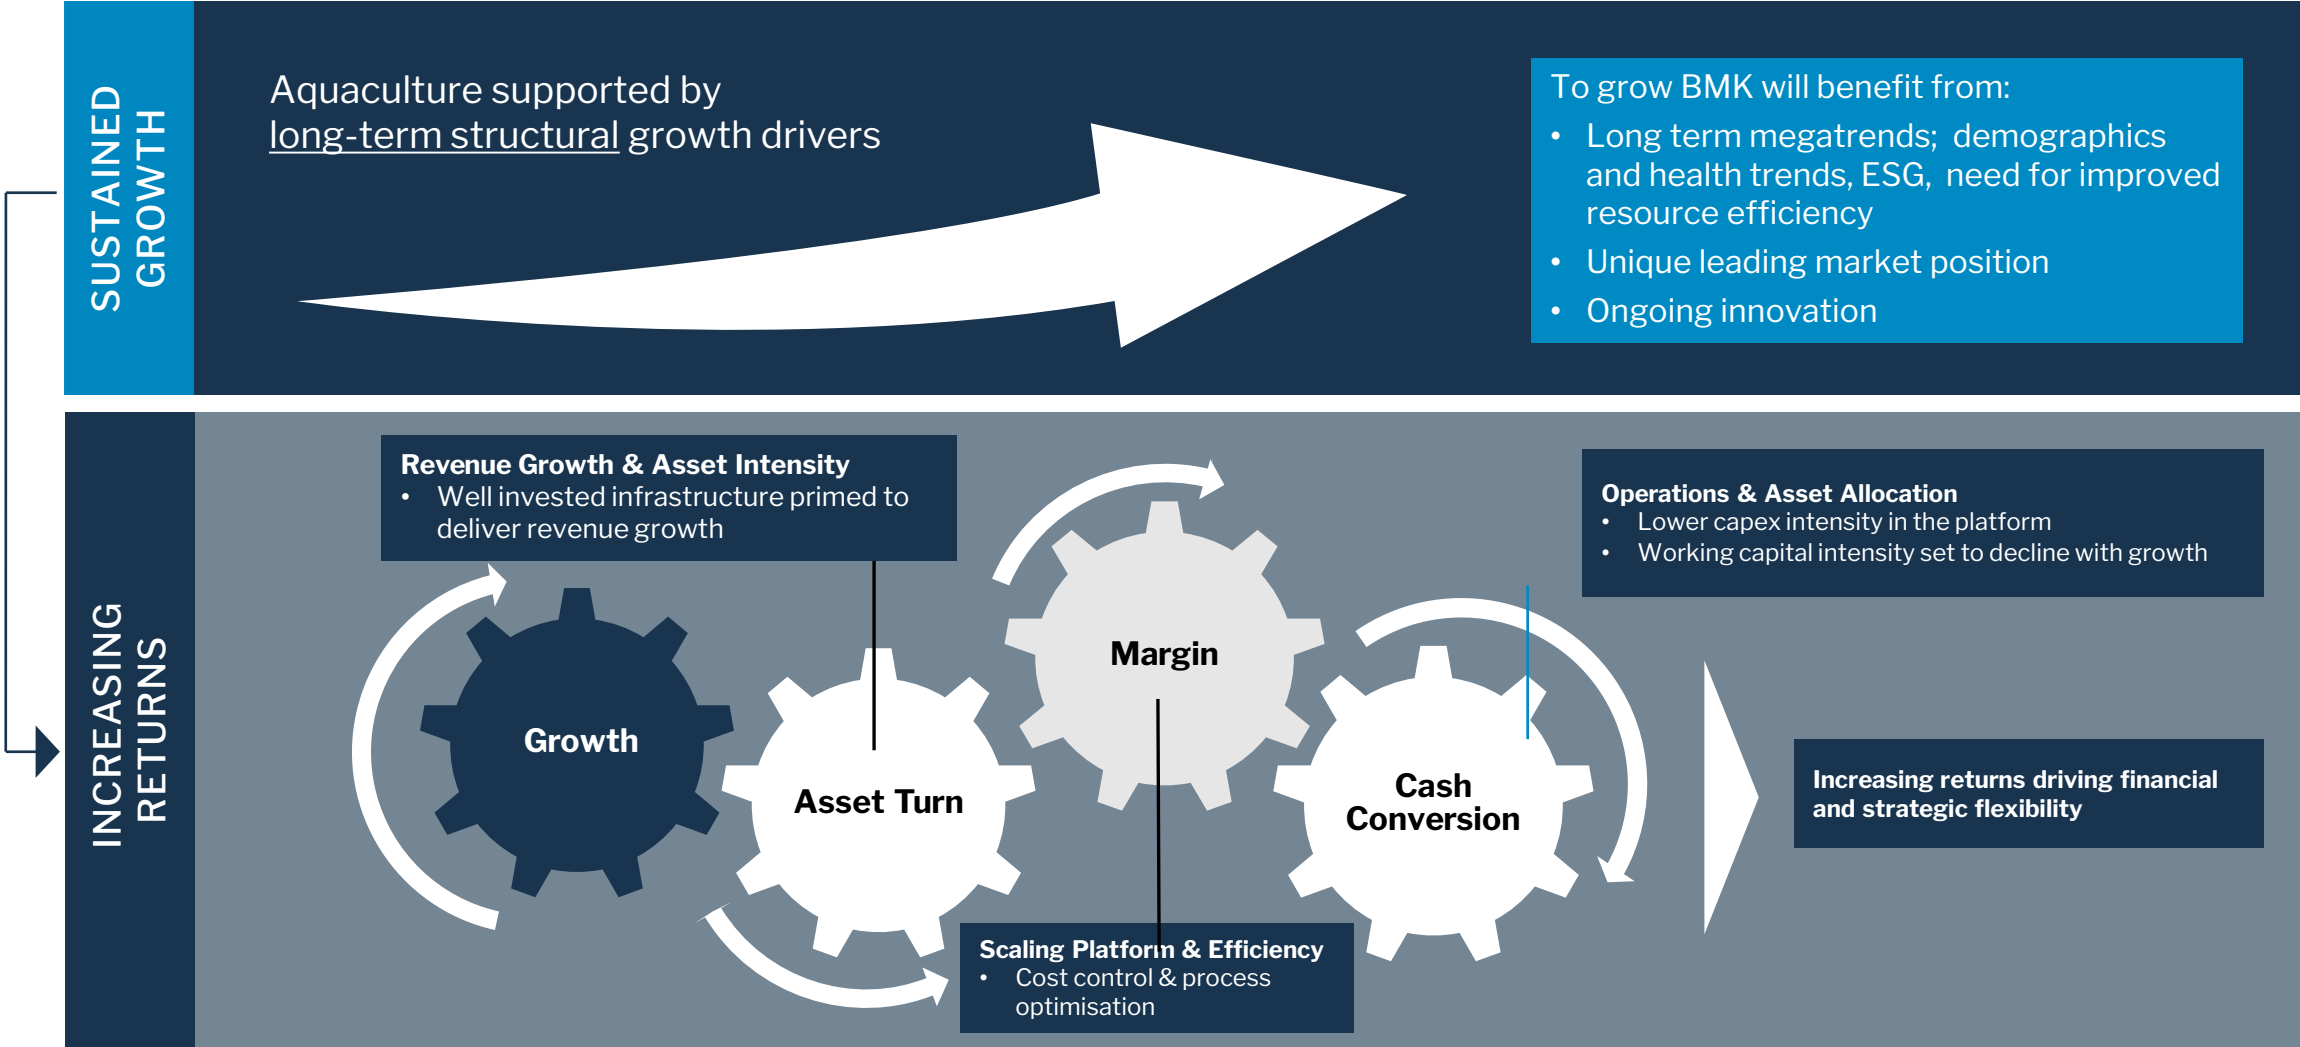 SUSTAINED
GROWTH
Aquaculture supported by
long-term structural growth drivers
To grow BMK will benefit from:
• Long term megatrends; demographics
and health trends, ESG, need for improved
resource efficiency
• Unique leading market position
• Ongoing innovation
INCREASING
RETURNS
Revenue Growth & Asset Intensity
• Well invested infrastructure primed to
deliver revenue growth
Growth
Asset Turn
Margin
Cash
Conversion
Scaling Platform & Efficiency
• Cost control & process
optimisation
Operations & Asset Allocation
• Lower capex intensity in the platform
• Working capital intensity set to decline with growth
Increasing returns driving financial
and strategic flexibility